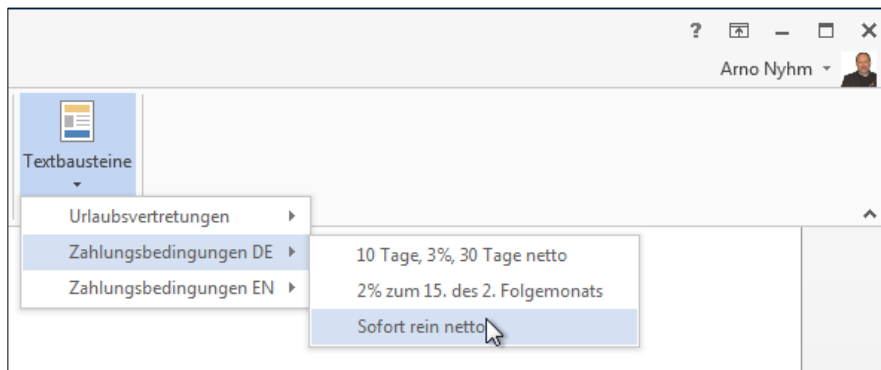 ?
Arno Nyhm
Textbausteine
Urlaubsvertretungen
Zahlungsbedingungen DE
Zahlungsbedingungen EN
10 Tage, 3%, 30 Tage netto
2% zum 15. des 2. Folgemonats
Sofort rein netto